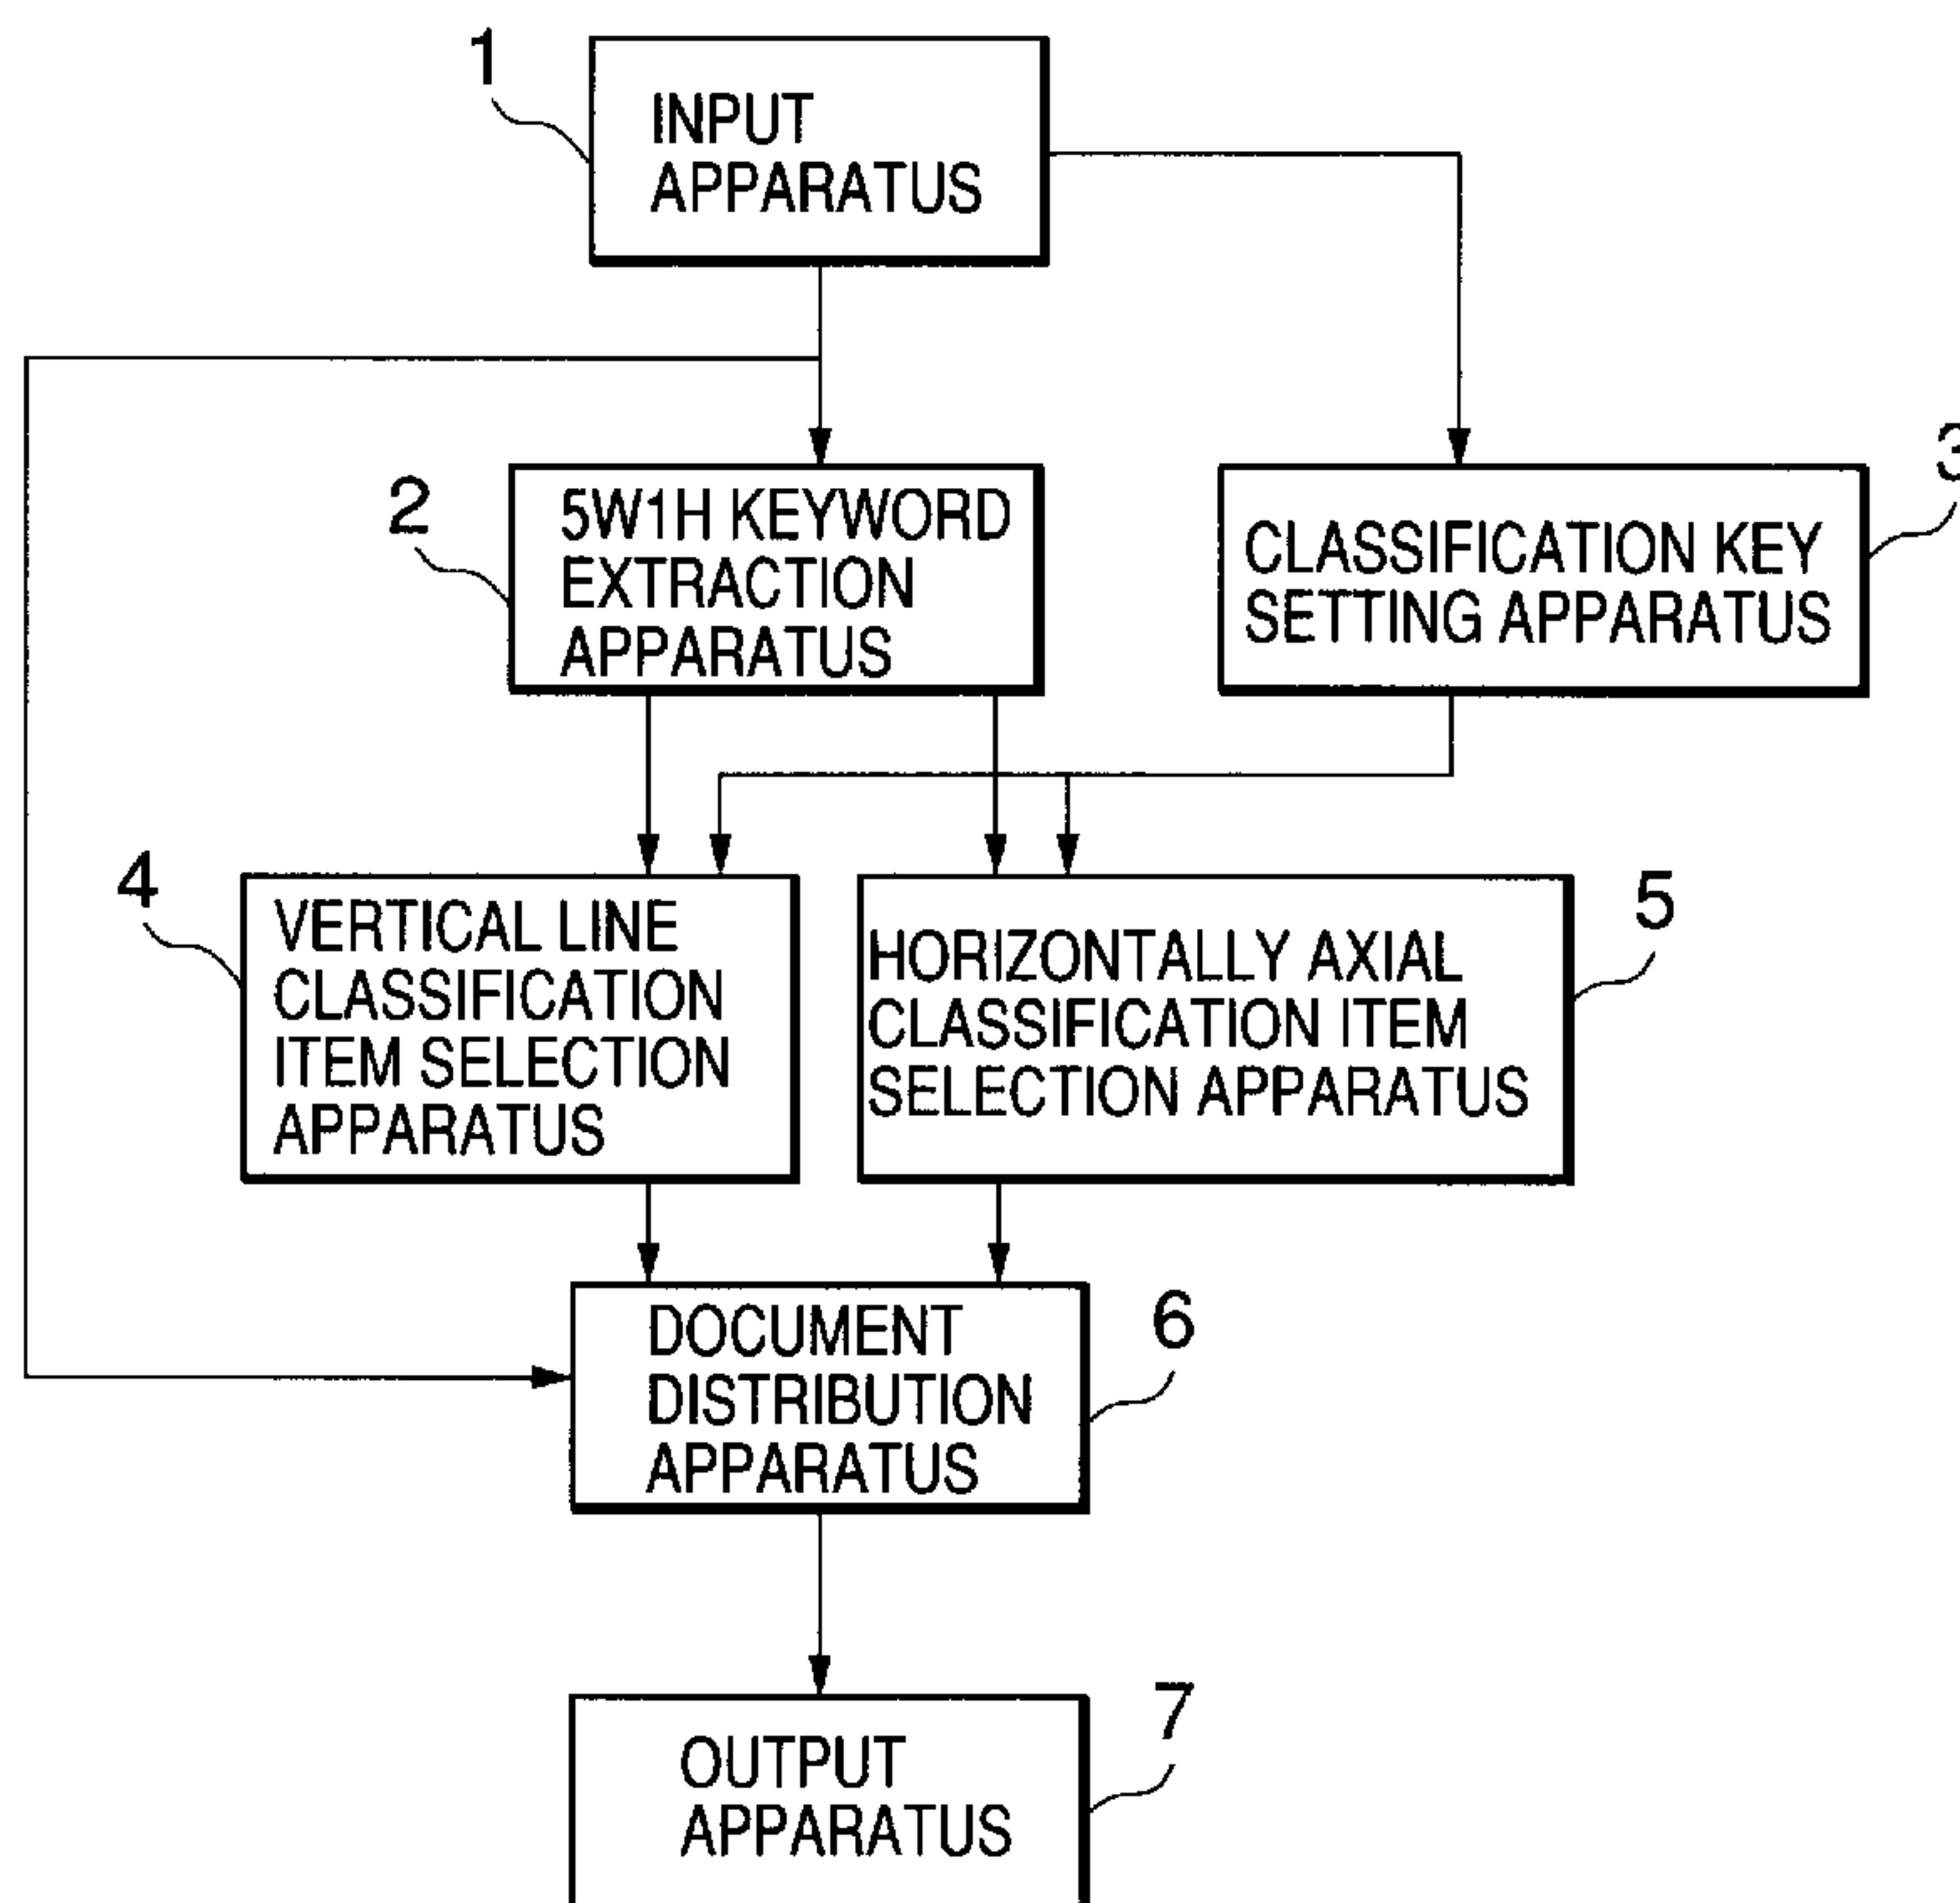 1
INPUT
APPARATUS
2
5W1H KEYWORD
EXTRACTION
APPARATUS
3
CLASSIFICATION KEY
SETTING APPARATUS
4
VERTICAL LINE
CLASSIFICATION
ITEM SELECTION
APPARATUS
5
HORIZONTALLY AXIAL
CLASSIFICATION ITEM
SELECTION APPARATUS
6
DOCUMENT
DISTRIBUTION
APPARATUS
7
OUTPUT
APPARATUS